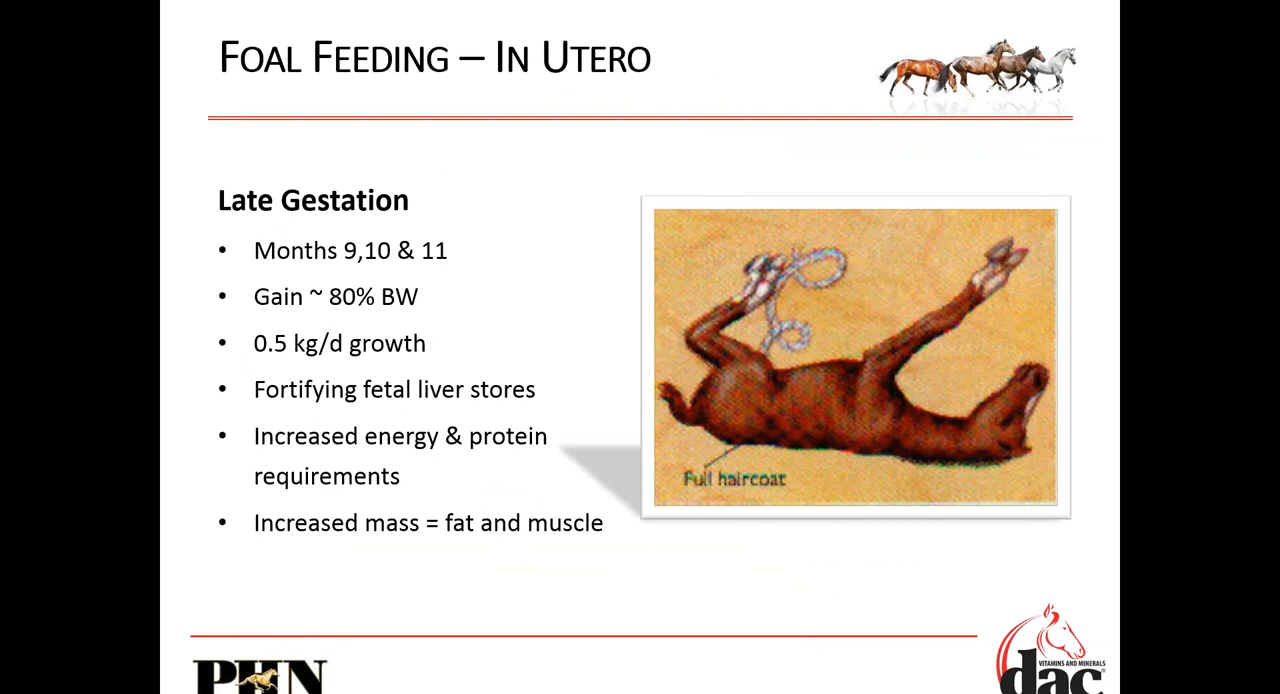 FOAL FEEDING – IN UTERO
Late Gestation
• Months 9,10 & 11
• Gain ~ 80% BW
• 0.5 kg/d growth
• Fortifying fetal liver stores
• Increased energy & protein
requirements
• Increased mass = fat and muscle
Full haircoat
PHN
VITAMINS AND MINERALS
dac